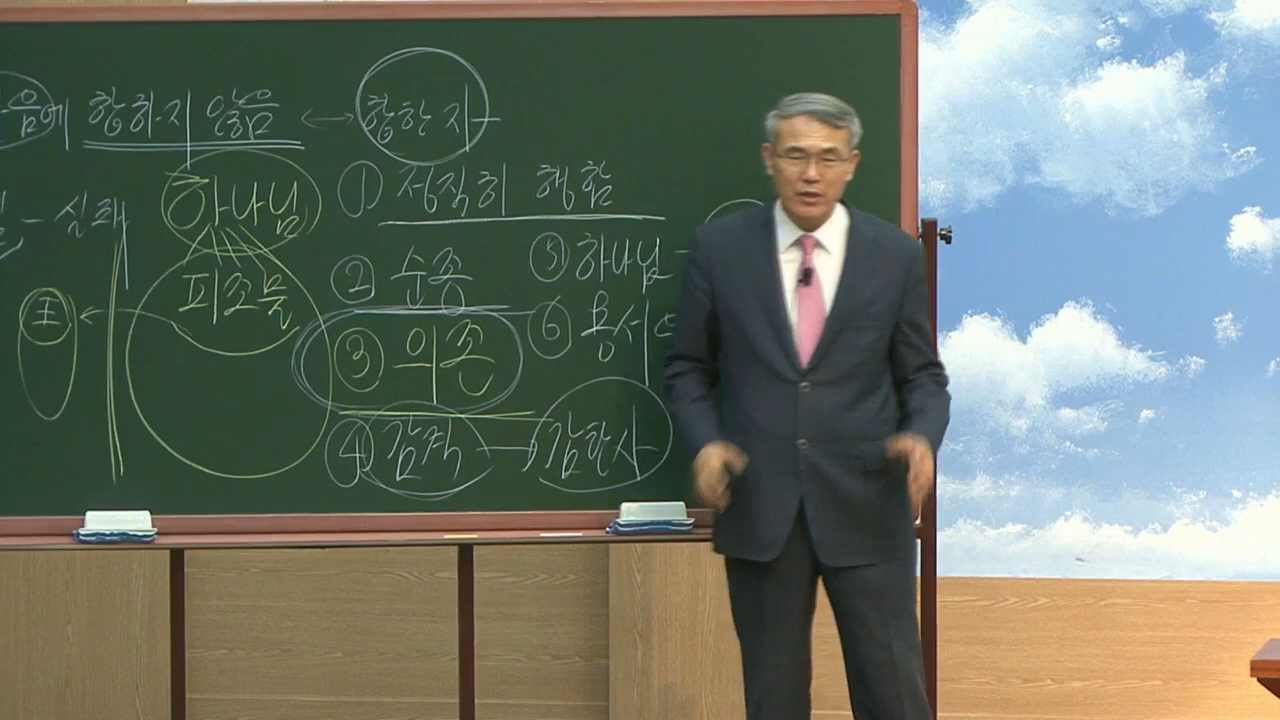 음에 합하지 않음 ↔ 합한 자
하나님
피조물
- 실패
① 정직히 행함
② 순종
③ 의존
④ 감격 — 감사
⑤ 하나님
⑥ 용서